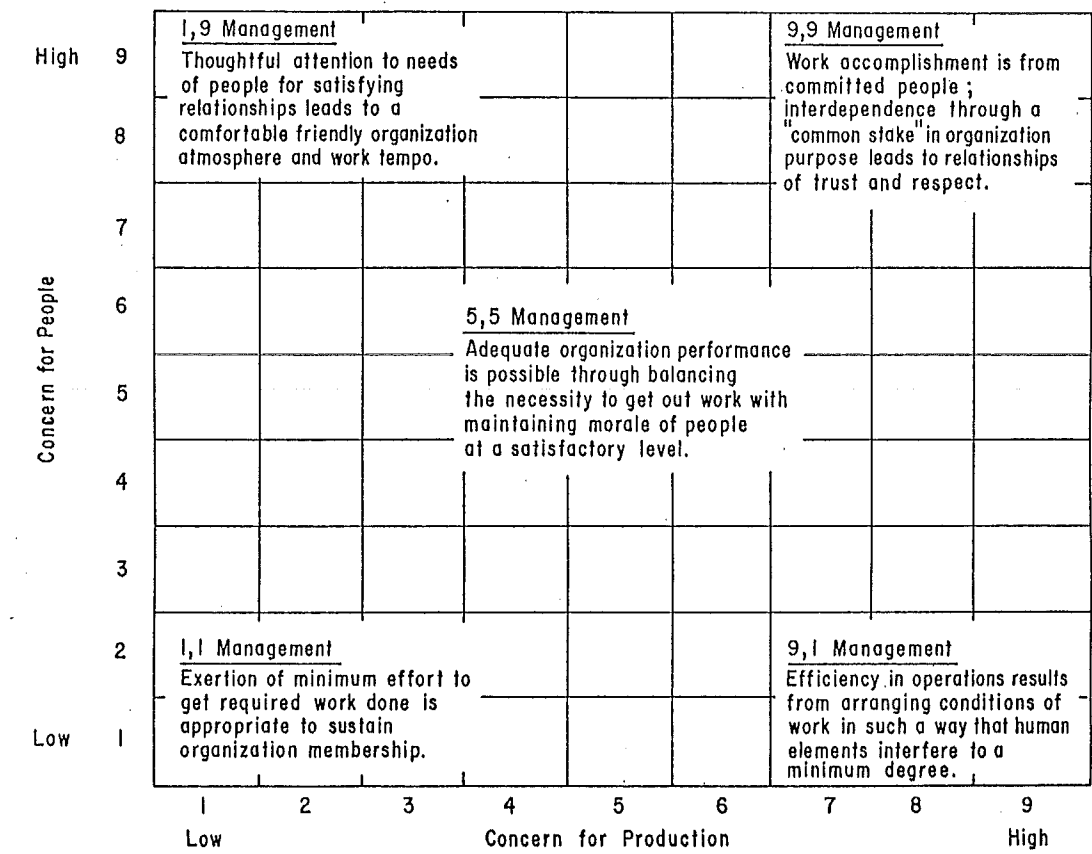 1,9 Management
Thoughtful attention to needs
of people for satisfying
relationships leads to a
comfortable friendly organization
atmosphere and work tempo.
9,9 Management
Work accomplishment is from
committed people;
interdependence through a
"common stake" in organization
purpose leads to relationships
of trust and respect.
5,5 Management
Adequate organization performance
is possible through balancing
the necessity to get out work with
maintaining morale of people
at a satisfactory level.
1,1 Management
Exertion of minimum effort to
get required work done is
appropriate to sustain
organization membership.
9,1 Management
Efficiency in operations results
from arranging conditions of
work in such a way that human
elements interfere to a
minimum degree.
Concern for People
High 9
8
7
6
5
4
3
2
Low 1
1 2 3 4 5 6 7 8 9
Low Concern for Production High